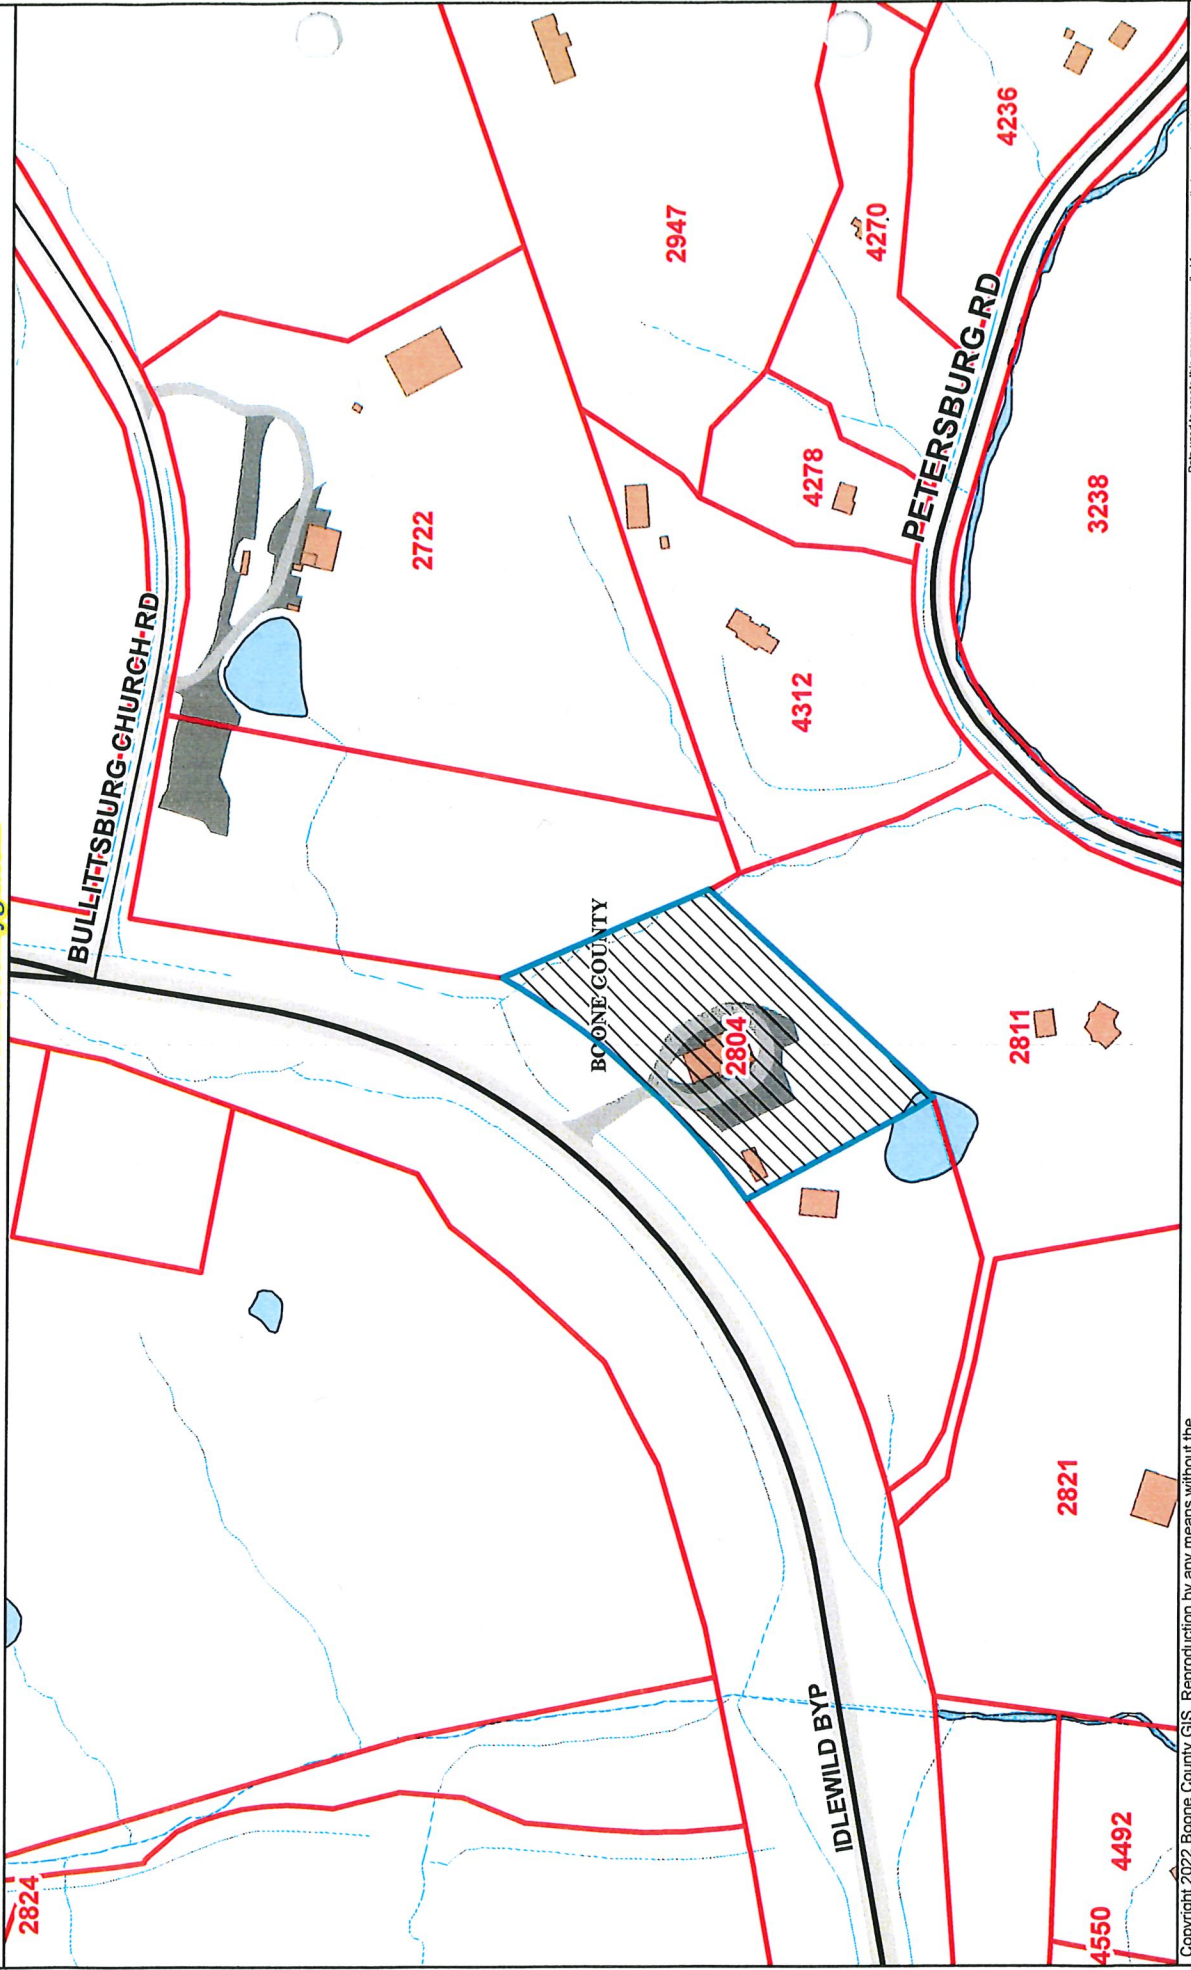 BULLITTSBURG CHURCH RD
2722
2947
4236
4270
4278
PETERSBURG RD
3238
4312
BOONE COUNTY
2804
2811
2821
IDLEWILD BYP
2824
4492
4550
Copyright 2022 Boone County GIS. Reproduction by any means without the